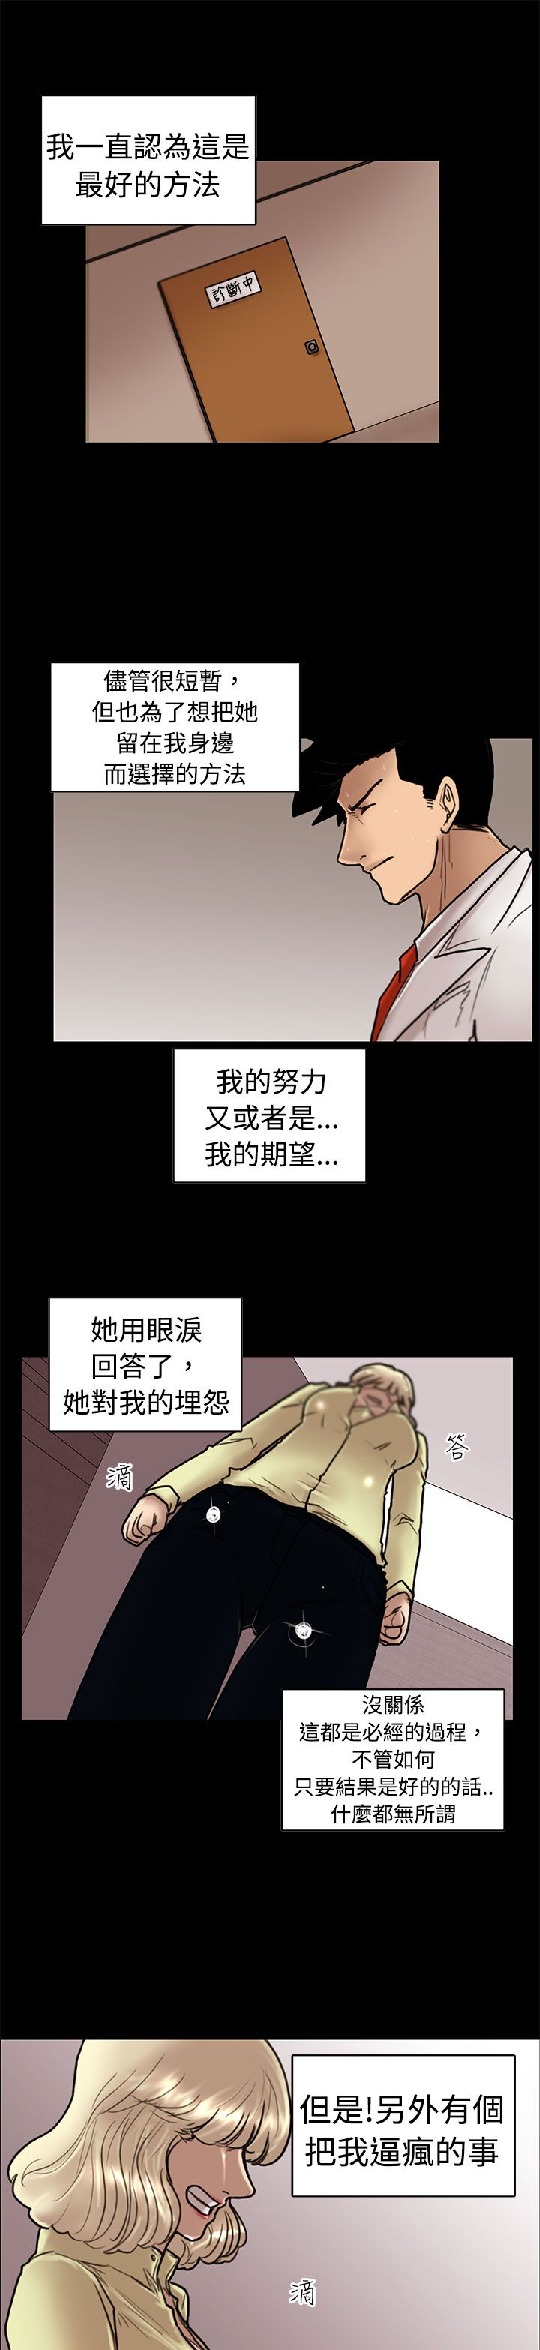 我一直認為這是
最好的方法
診斷中
儘管很短暫，
但也為了想把她
留在我身邊
而選擇的方法
我的努力
又或者是...
我的期望...
她用眼淚
回答了，
她對我的埋怨
答
滴
沒關係
這都是必經的過程，
不管如何
只要結果是好的的話..
什麼都無所謂
但是!另外有個
把我逼瘋的事
滴